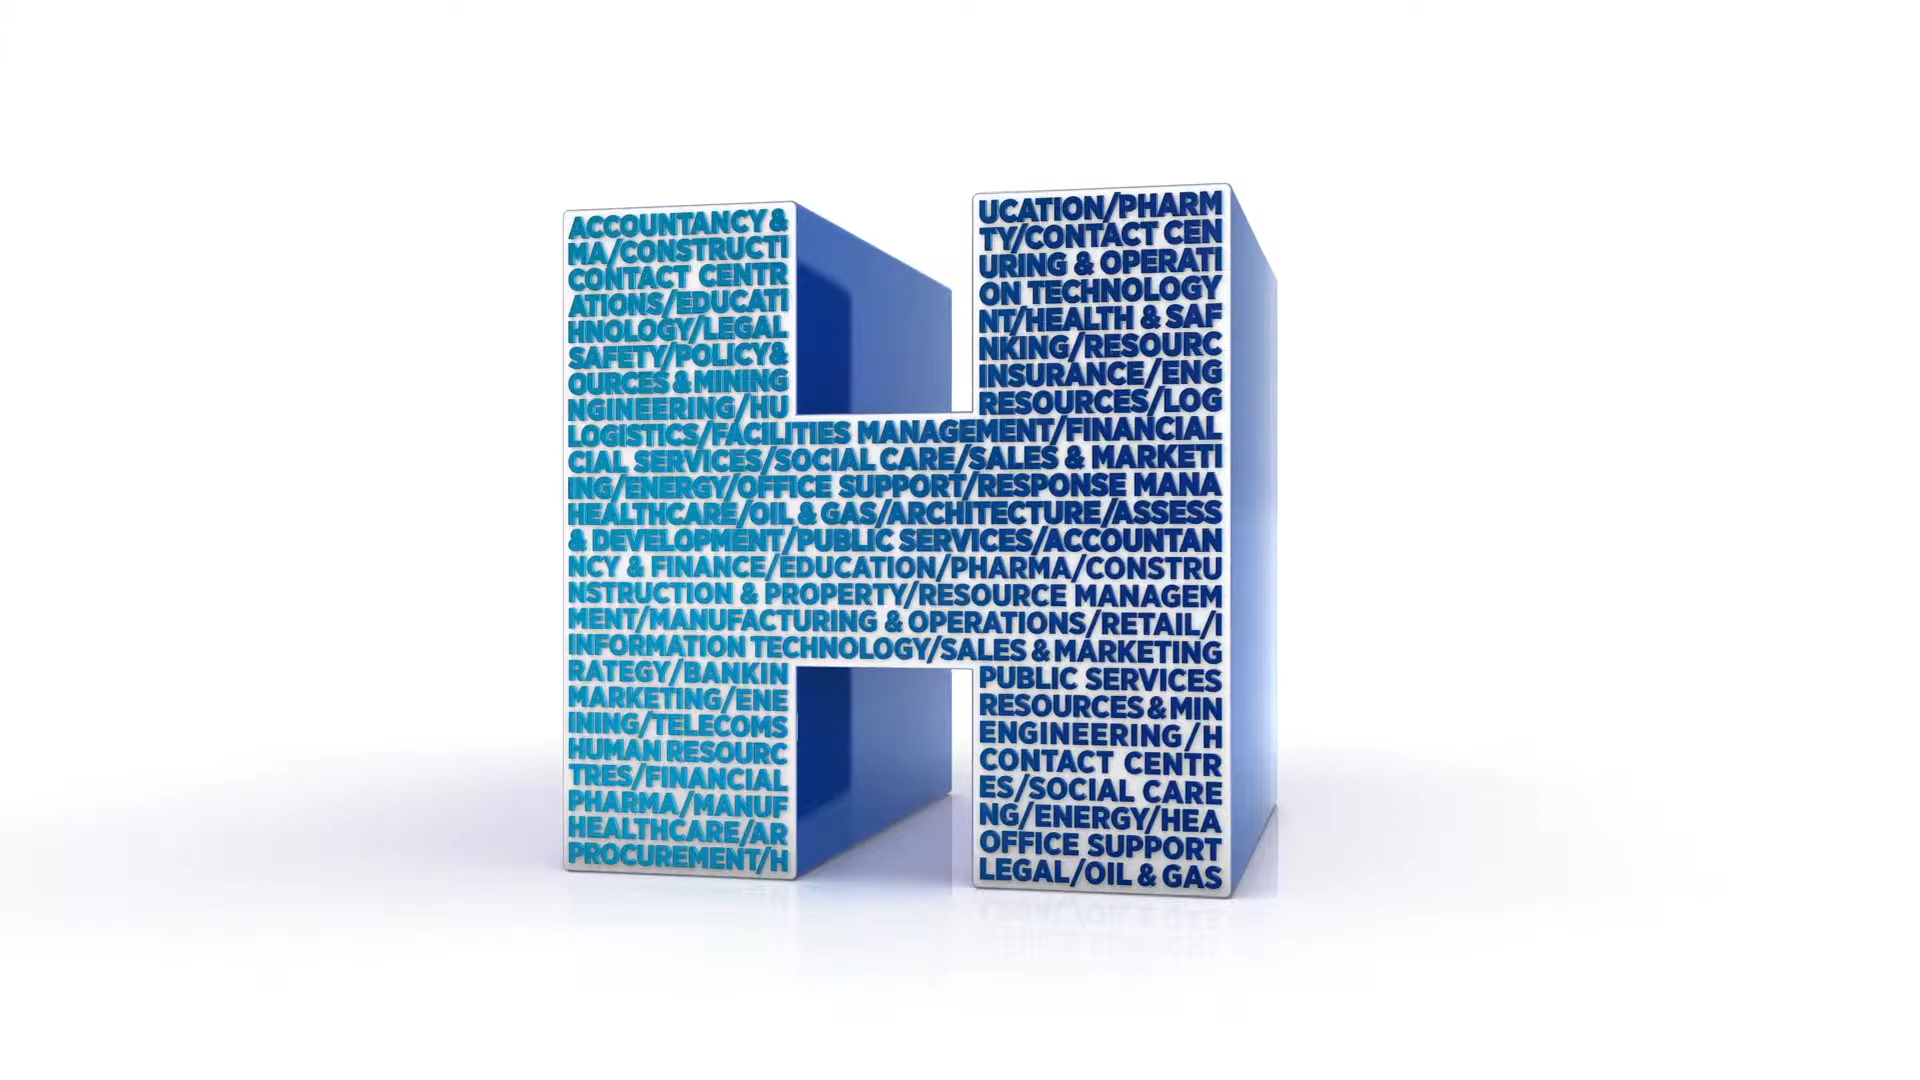 ACCOUNTANCY &
MA/CONSTRUCTI
CONTACT CENTR
ATIONS/EDUCATI
HNOLOGY/LEGAL
SAFETY/POLICY&
OURCES & MINING
NGINEERING/HU
UCATION/PHARM
TY/CONTACT CEN
URING & OPERATI
ON TECHNOLOGY
NT/HEALTH & SAF
NKING/RESOURC
INSURANCE/ENG
RESOURCES/LOG
LOGISTICS/FACILITIES MANAGEMENT/FINANCIAL
CIAL SERVICES/SOCIAL CARE/SALES & MARKETI
ING/ENERGY/OFFICE SUPPORT/RESPONSE MANA
HEALTHCARE/OIL & GAS/ARCHITECTURE/ASSESS
& DEVELOPMENT/PUBLIC SERVICES/ACCOUNTAN
NCY & FINANCE/EDUCATION/PHARMA/CONSTRU
NSTRUCTION & PROPERTY/RESOURCE MANAGEM
MENT/MANUFACTURING & OPERATIONS/RETAIL/I
INFORMATION TECHNOLOGY/SALES & MARKETING
RATEGY/BANKIN
MARKETING/ENE
INING/TELECOMS
HUMAN RESOURC
TRES/FINANCIAL
PHARMA/MANUF
HEALTHCARE/AR
PROCUREMENT/H
PUBLIC SERVICES
RESOURCES & MIN
ENGINEERING/H
CONTACT CENTR
ES/SOCIAL CARE
NG/ENERGY/HEA
OFFICE SUPPORT
LEGAL/OIL & GAS